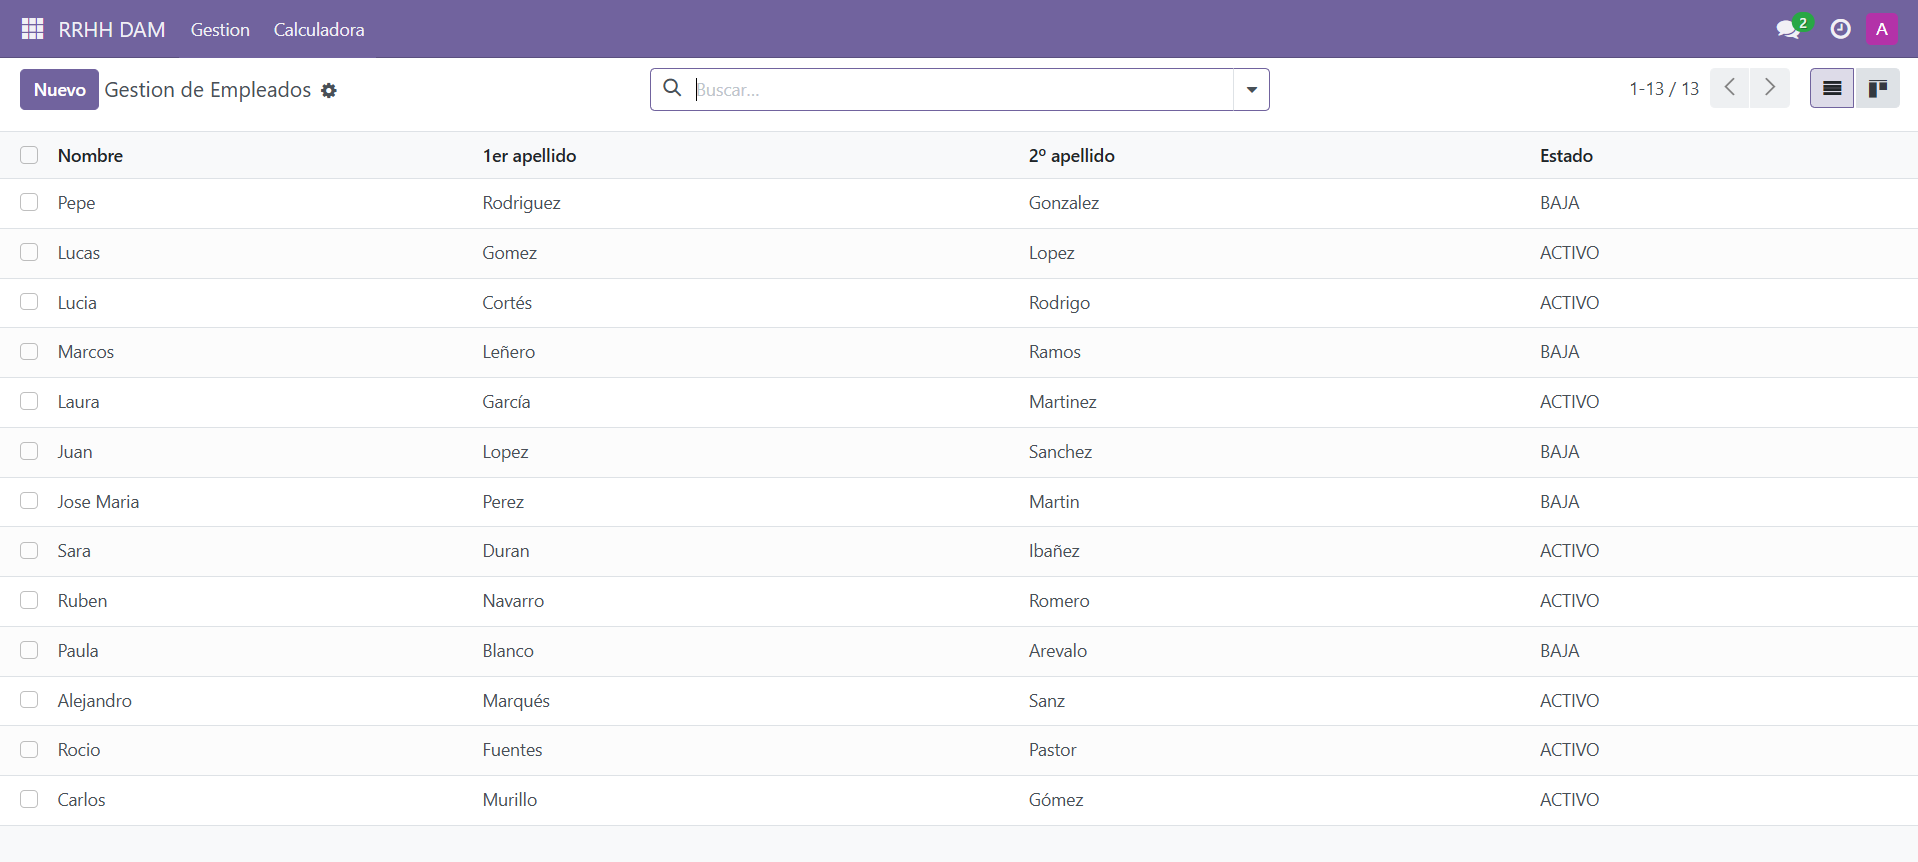 RRHH DAM Gestion Calculadora 2 A
Nuevo Gestion de Empleados Buscar... 1-13 / 13
Nombre 1er apellido 2º apellido Estado
Pepe Rodriguez Gonzalez BAJA
Lucas Gomez Lopez ACTIVO
Lucia Cortés Rodrigo ACTIVO
Marcos Leñero Ramos BAJA
Laura García Martinez ACTIVO
Juan Lopez Sanchez BAJA
Jose Maria Perez Martin BAJA
Sara Duran Ibañez ACTIVO
Ruben Navarro Romero ACTIVO
Paula Blanco Arevalo BAJA
Alejandro Marqués Sanz ACTIVO
Rocio Fuentes Pastor ACTIVO
Carlos Murillo Gómez ACTIVO